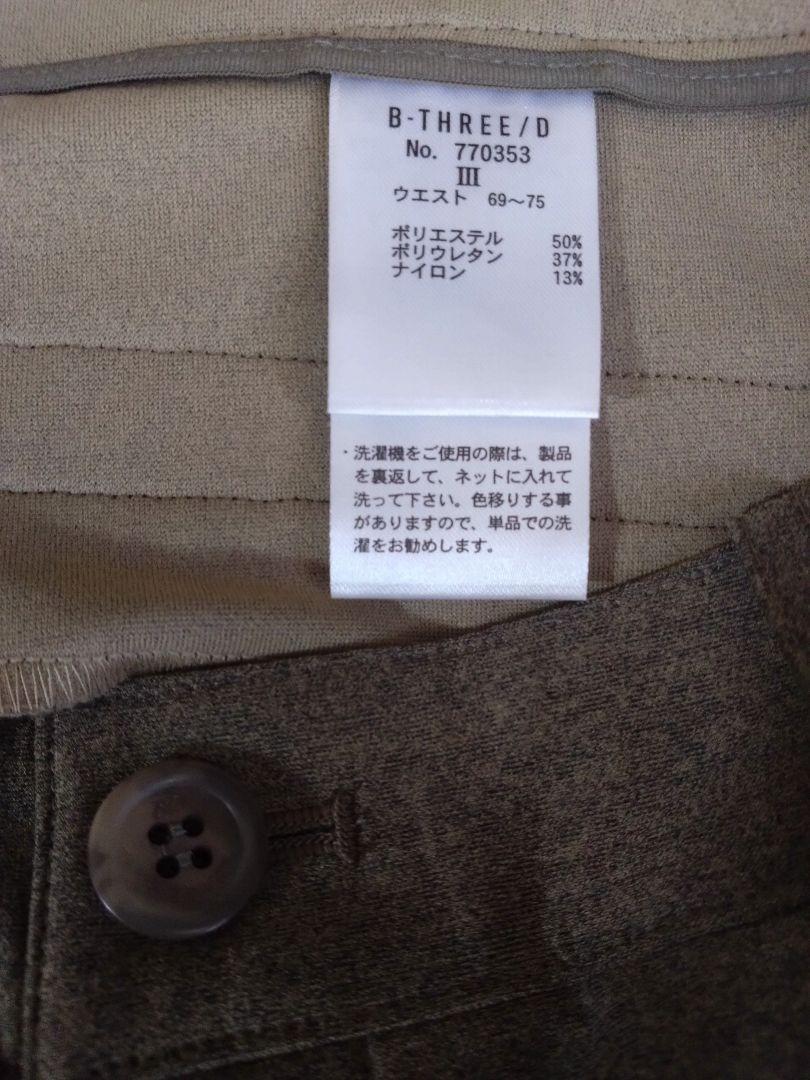 B-THREE/D
No. 770353
III
ウエスト 69～75
ポリエステル 50%
ポリウレタン 37%
ナイロン 13%
・洗濯機をご使用の際は、製品
を裏返して、ネットに入れて
洗って下さい。色移りする事
がありますので、単品での洗
濯をお勧めします。